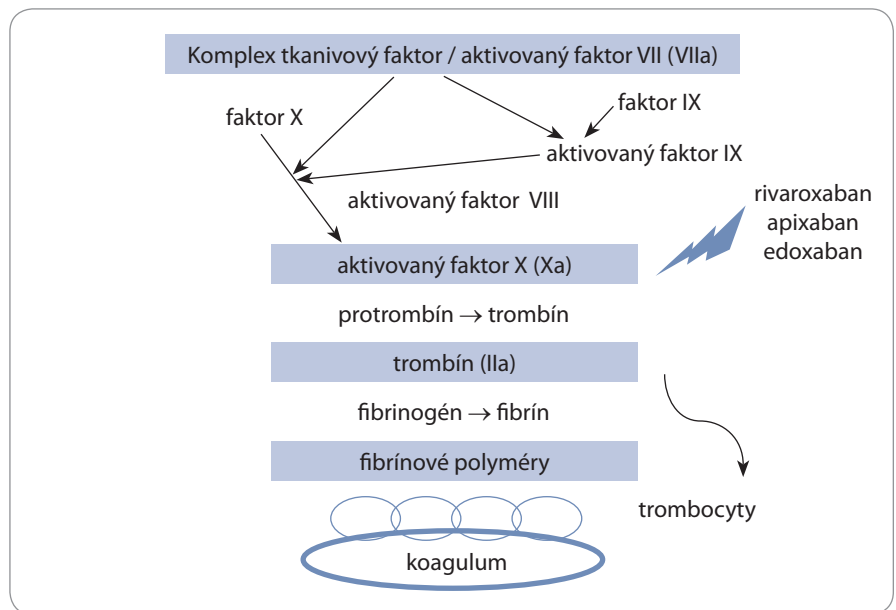 Komplex tkanivový faktor / aktivovaný faktor VII (VIIa)
faktor X
faktor IX
aktivovaný faktor IX
aktivovaný faktor VIII
rivaroxaban
apixaban
edoxaban
aktivovaný faktor X (Xa)
protrombín → trombín
trombín (IIa)
fibrinogén → fibrín
fibrínové polyméry
trombocyty
koagulum